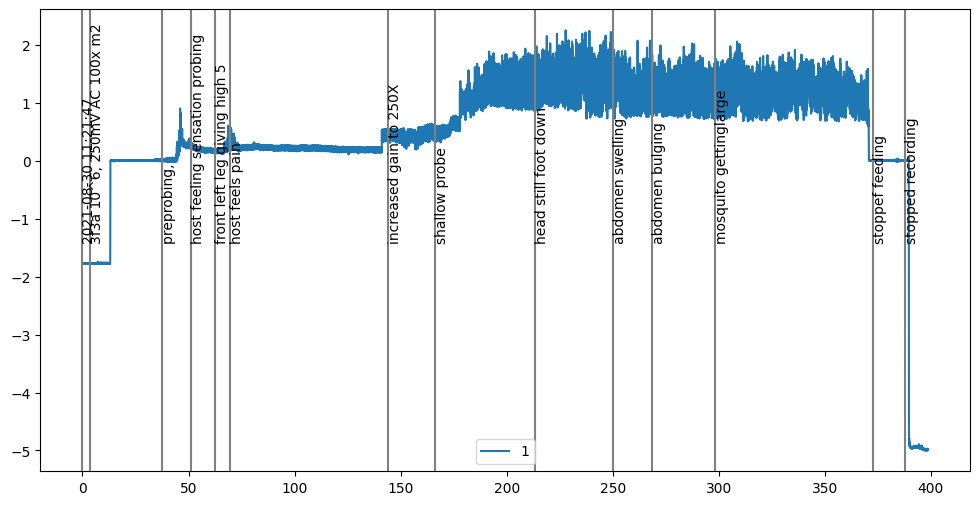 2021-08-30 11:21:47
3f3a 10^-6, 250mV AC 100x m2
preprobing,
host feeling sensation probing
front left leg giving high 5
host feels pain
increased gain to 250X
shallow probe
head still foot down
abdomen swelling
abdomen bulging
mosquito gettinglarge
stoppef feeding
stopped recording
2
1
0
−1
−2
−3
−4
−5
0
50
100
150
200
250
300
350
400
1